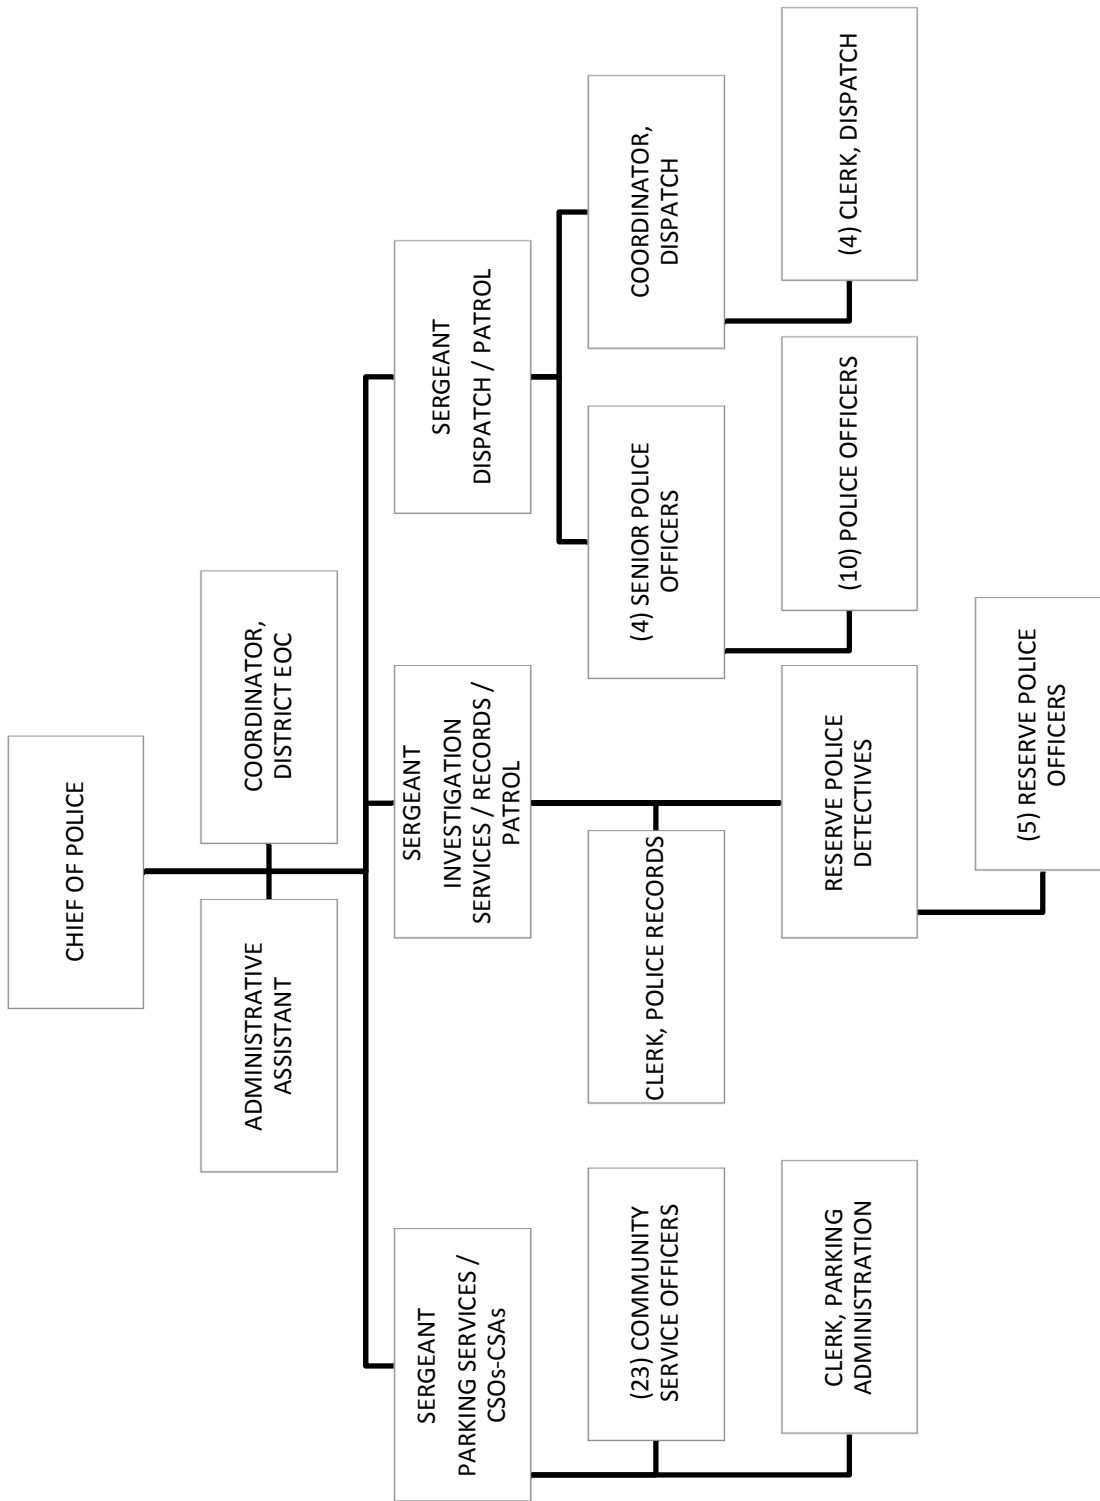 CHIEF OF POLICE
ADMINISTRATIVE
ASSISTANT
COORDINATOR,
DISTRICT EOC
SERGEANT
PARKING SERVICES /
CSOs-CSAs
SERGEANT
INVESTIGATION
SERVICES / RECORDS /
PATROL
SERGEANT
DISPATCH / PATROL
(23) COMMUNITY
SERVICE OFFICERS
CLERK, POLICE RECORDS
(4) SENIOR POLICE
OFFICERS
COORDINATOR,
DISPATCH
CLERK, PARKING
ADMINISTRATION
RESERVE POLICE
DETECTIVES
(10) POLICE OFFICERS
(4) CLERK, DISPATCH
(5) RESERVE POLICE
OFFICERS